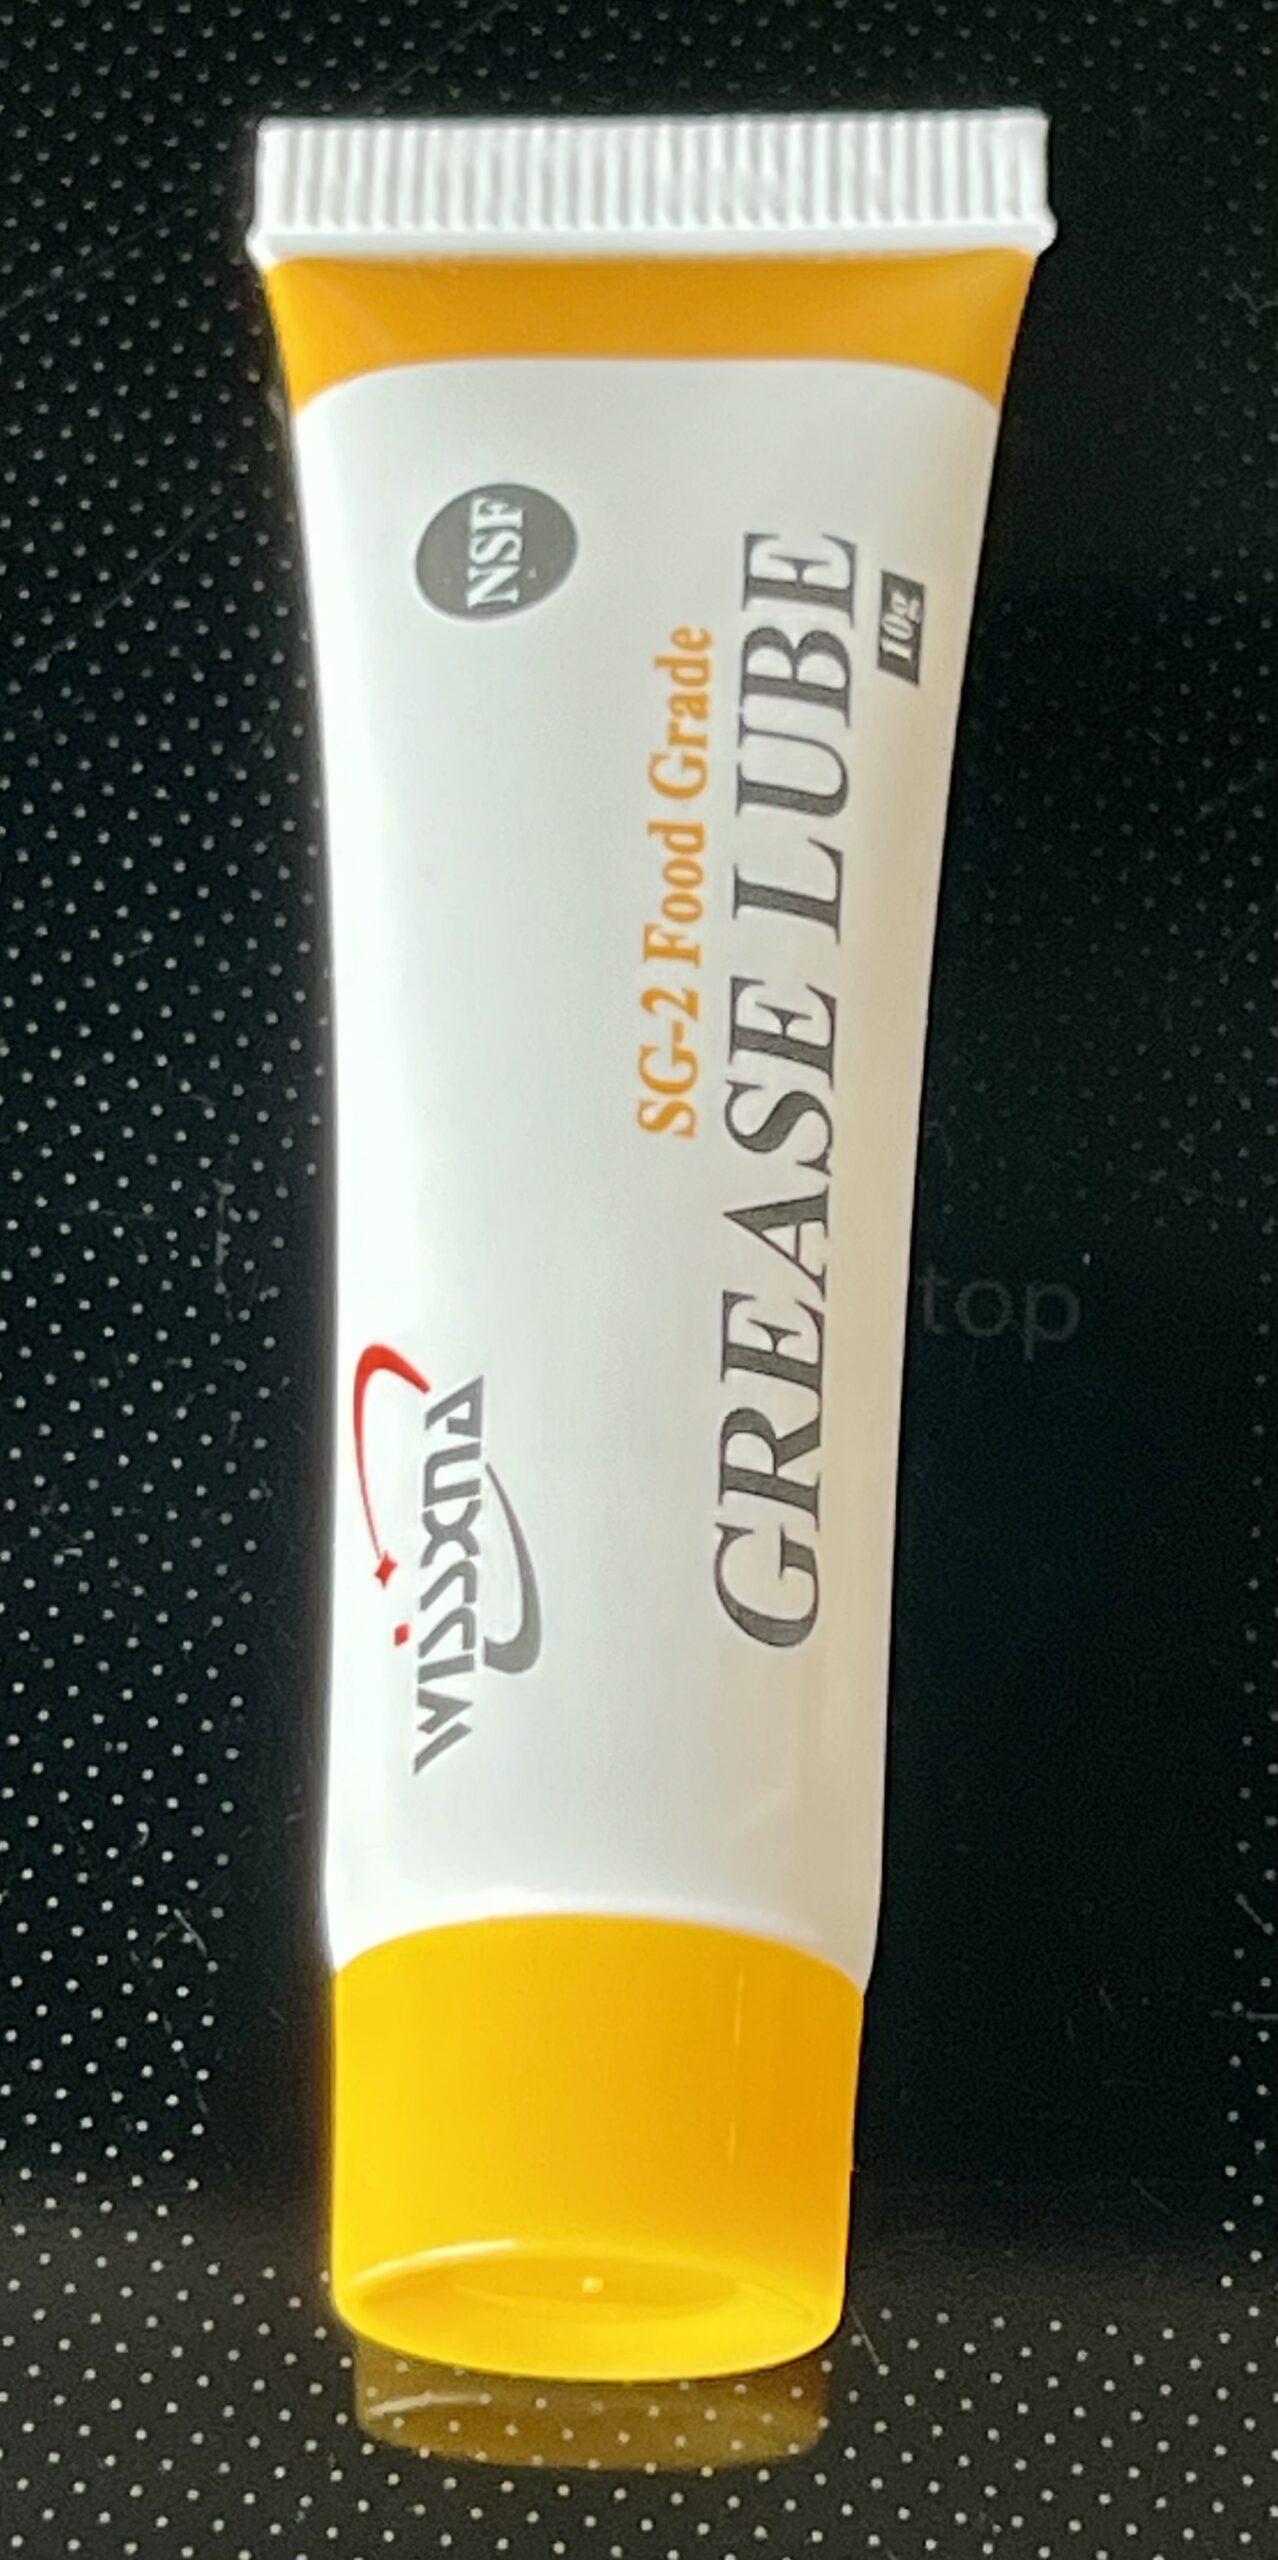 WISSXNA
NSF
SG-2 Food Grade
GREASE LUBE
10g
top